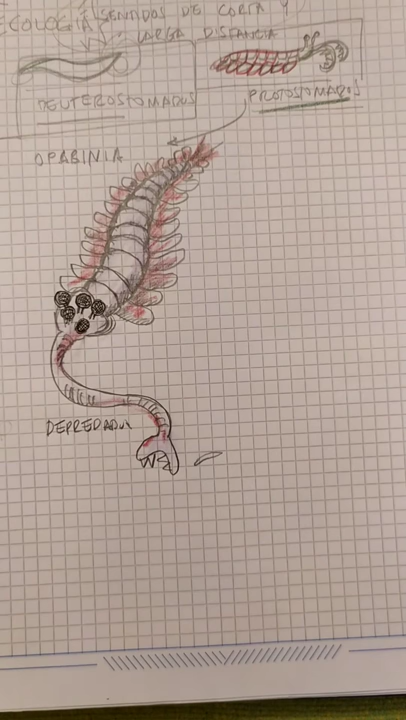 ECOLOGÍA SENTIDOS DE CORTA Y
LARGA DISTANCIA
DEUTEROSTOMADOS
PROTOSTOMADOS
OPABINIA
DEPREDADOR